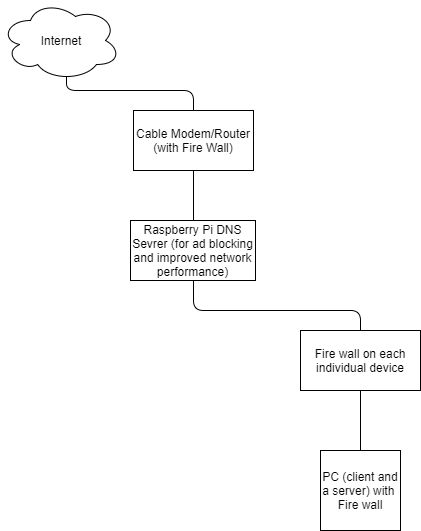 Internet
Cable Modem/Router
(with Fire Wall)
Raspberry Pi DNS
Sevrer (for ad blocking
and improved network
performance)
Fire wall on each
individual device
PC (client and
a server) with
Fire wall